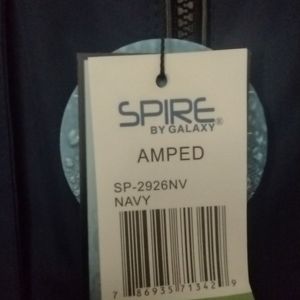 SPIRE®
BY GALAXY
AMPED
SP-2926NV
NAVY
7 86935 71342 9